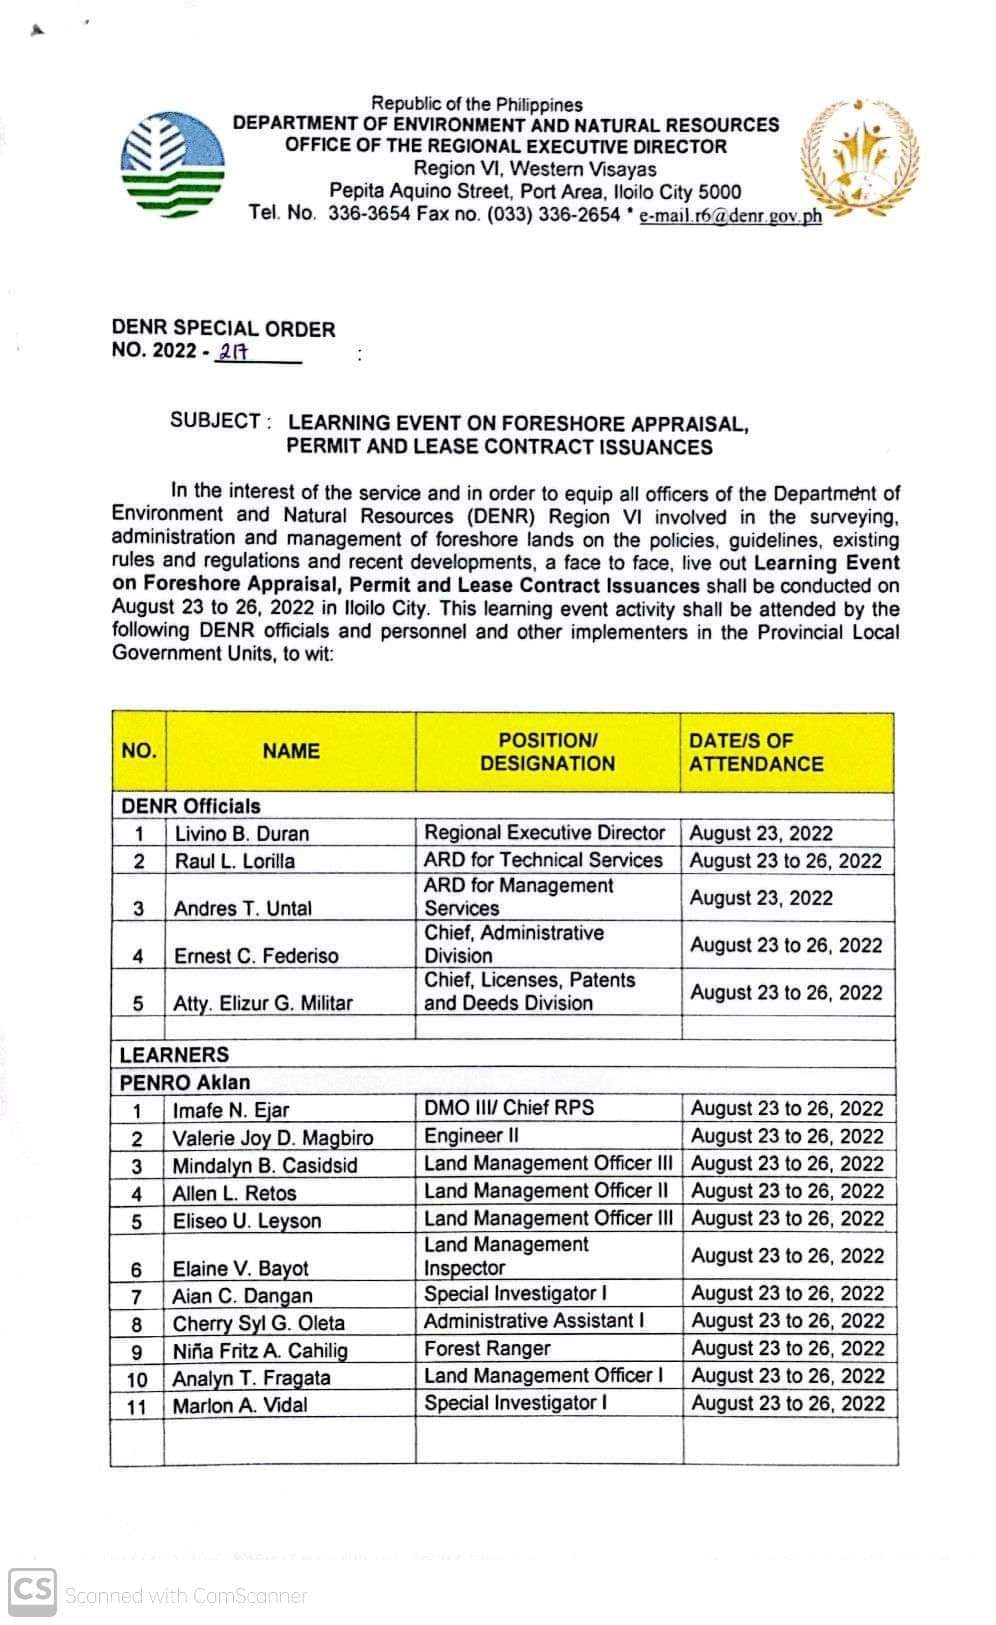 Republic of the Philippines
DEPARTMENT OF ENVIRONMENT AND NATURAL RESOURCES
OFFICE OF THE REGIONAL EXECUTIVE DIRECTOR
Region VI, Western Visayas
Pepita Aquino Street, Port Area, Iloilo City 5000
Tel. No. 336-3654 Fax no. (033) 336-2654 * e-mail.r6@denr.gov.ph
DENR SPECIAL ORDER
NO. 2022 - 217 :
SUBJECT : LEARNING EVENT ON FORESHORE APPRAISAL,
PERMIT AND LEASE CONTRACT ISSUANCES
In the interest of the service and in order to equip all officers of the Department of
Environment and Natural Resources (DENR) Region VI involved in the surveying,
administration and management of foreshore lands on the policies, guidelines, existing
rules and regulations and recent developments, a face to face, live out Learning Event
on Foreshore Appraisal, Permit and Lease Contract Issuances shall be conducted on
August 23 to 26, 2022 in Iloilo City. This learning event activity shall be attended by the
following DENR officials and personnel and other implementers in the Provincial Local
Government Units, to wit:
NO. NAME POSITION/ DESIGNATION DATE/S OF ATTENDANCE
DENR Officials
1 Livino B. Duran Regional Executive Director August 23, 2022
2 Raul L. Lorilla ARD for Technical Services August 23 to 26, 2022
3 Andres T. Untal ARD for Management Services August 23, 2022
4 Ernest C. Federiso Chief, Administrative Division August 23 to 26, 2022
5 Atty. Elizur G. Militar Chief, Licenses, Patents and Deeds Division August 23 to 26, 2022
LEARNERS
PENRO Aklan
1 Imafe N. Ejar DMO III/ Chief RPS August 23 to 26, 2022
2 Valerie Joy D. Magbiro Engineer II August 23 to 26, 2022
3 Mindalyn B. Casidsid Land Management Officer III August 23 to 26, 2022
4 Allen L. Retos Land Management Officer II August 23 to 26, 2022
5 Eliseo U. Leyson Land Management Officer III August 23 to 26, 2022
6 Elaine V. Bayot Land Management Inspector August 23 to 26, 2022
7 Aian C. Dangan Special Investigator I August 23 to 26, 2022
8 Cherry Syl G. Oleta Administrative Assistant I August 23 to 26, 2022
9 Niña Fritz A. Cahilig Forest Ranger August 23 to 26, 2022
10 Analyn T. Fragata Land Management Officer I August 23 to 26, 2022
11 Marlon A. Vidal Special Investigator I August 23 to 26, 2022
CS Scanned with CamScanner